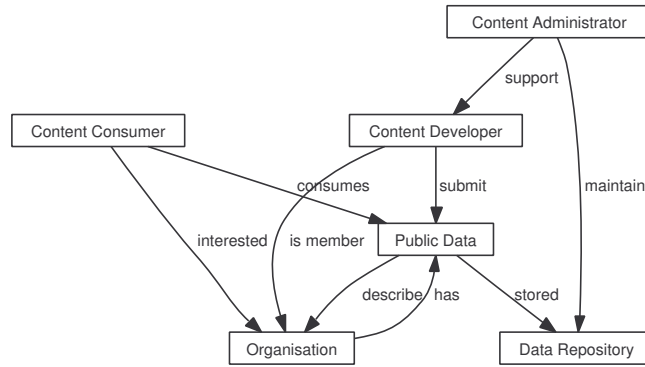 Content Administrator
support
Content Consumer
Content Developer
consumes
submit
maintain
interested
is member
Public Data
describe
has
stored
Organisation
Data Repository